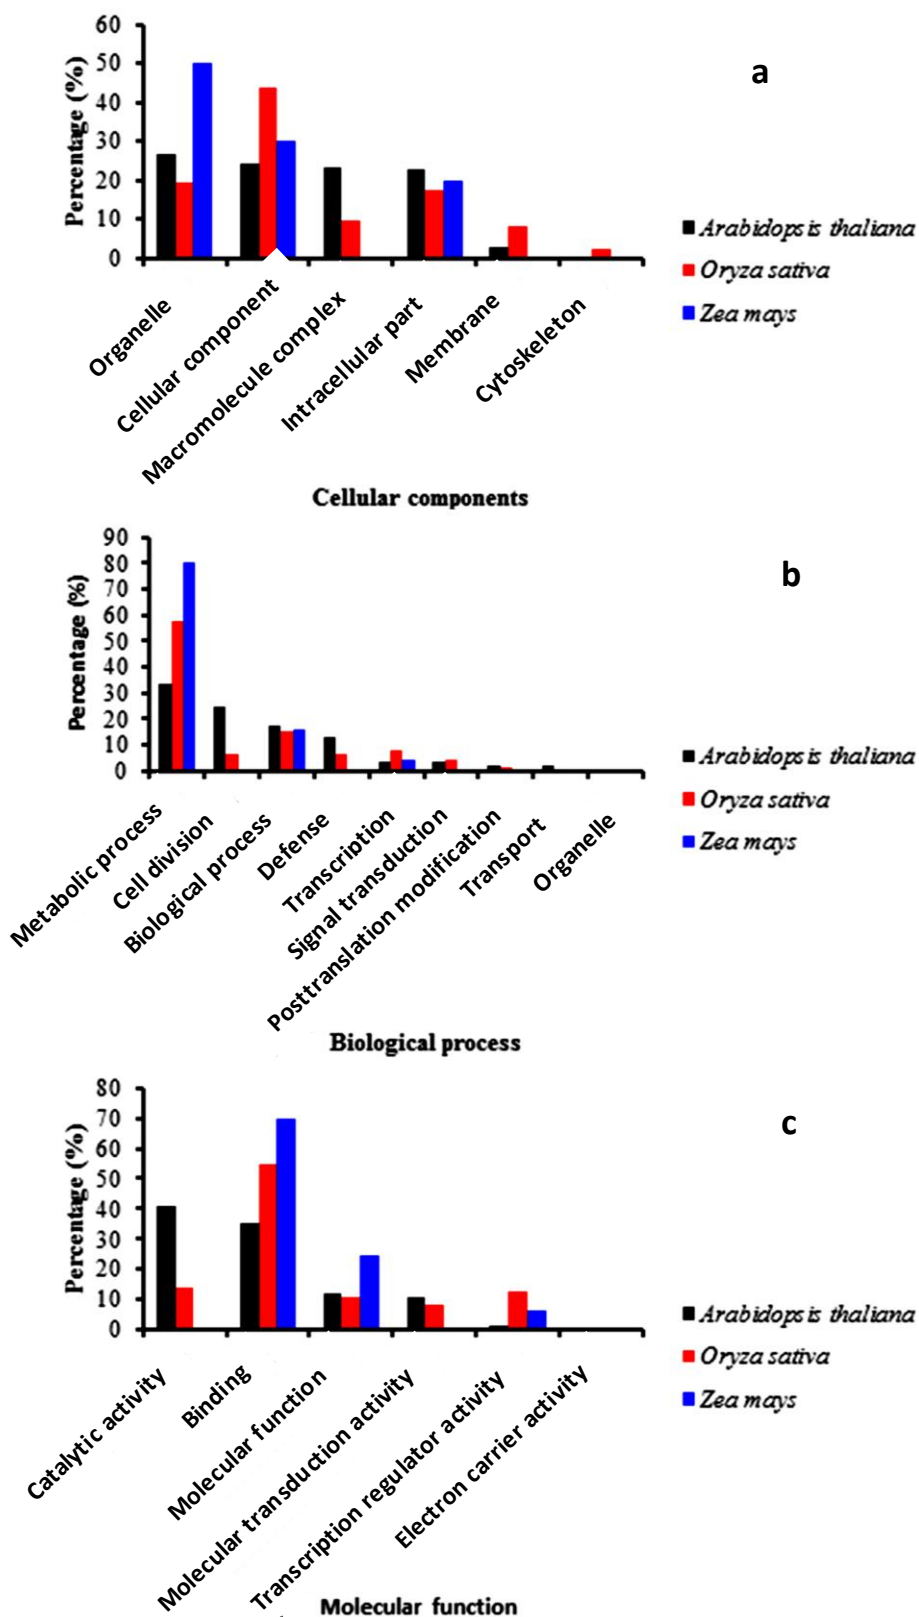 60
50
40
30
20
10
0
Percentage (%)
a
Arabidopsis thaliana
Oryza sativa
Zea mays
Organelle
Cellular component
Macromolecule complex
Intracellular part
Membrane
Cytoskeleton
Cellular components
90
80
70
60
50
40
30
20
10
0
Percentage (%)
b
Arabidopsis thaliana
Oryza sativa
Zea mays
Metabolic process
Cell division
Biological process
Defense
Transcription
Signal transduction
Posttranslation modification
Transport
Organelle
Biological process
80
70
60
50
40
30
20
10
0
Percentage (%)
c
Arabidopsis thaliana
Oryza sativa
Zea mays
Catalytic activity
Binding
Molecular function
Molecular transduction activity
Transcription regulator activity
Electron carrier activity
Molecular function